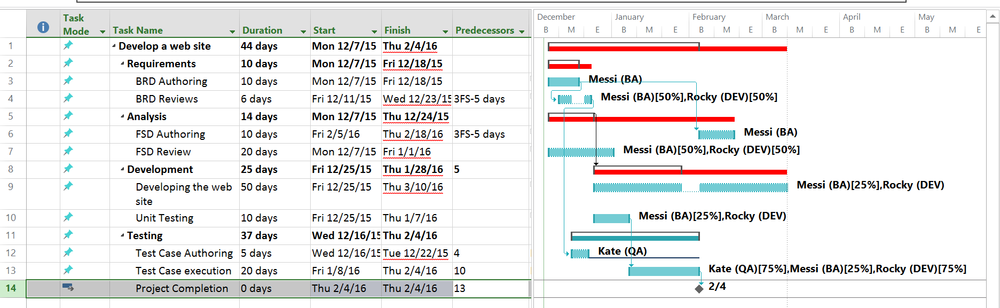 Task Mode Task Name Duration Start Finish Predecessors
December January February March April May
B M E B M E B M E B M E B M E B M E
1 Develop a web site 44 days Mon 12/7/15 Thu 2/4/16
2 Requirements 10 days Mon 12/7/15 Fri 12/18/15
3 BRD Authoring 10 days Mon 12/7/15 Fri 12/18/15 Messi (BA)
4 BRD Reviews 6 days Fri 12/11/15 Wed 12/23/15 3FS-5 days Messi (BA)[50%],Rocky (DEV)[50%]
5 Analysis 14 days Mon 12/7/15 Thu 12/24/15
6 FSD Authoring 10 days Fri 2/5/16 Thu 2/18/16 3FS-5 days Messi (BA)
7 FSD Review 20 days Mon 12/7/15 Fri 1/1/16 Messi (BA)[50%],Rocky (DEV)[50%]
8 Development 25 days Fri 12/25/15 Thu 1/28/16 5
9 Developing the web site 50 days Fri 12/25/15 Thu 3/10/16 Messi (BA)[25%],Rocky (DEV)
10 Unit Testing 10 days Fri 12/25/15 Thu 1/7/16 Messi (BA)[25%],Rocky (DEV)
11 Testing 37 days Wed 12/16/15 Thu 2/4/16
12 Test Case Authoring 5 days Wed 12/16/15 Tue 12/22/15 4 Kate (QA)
13 Test Case execution 20 days Fri 1/8/16 Thu 2/4/16 10 Kate (QA)[75%],Messi (BA)[25%],Rocky (DEV)[75%]
14 Project Completion 0 days Thu 2/4/16 Thu 2/4/16 13 2/4